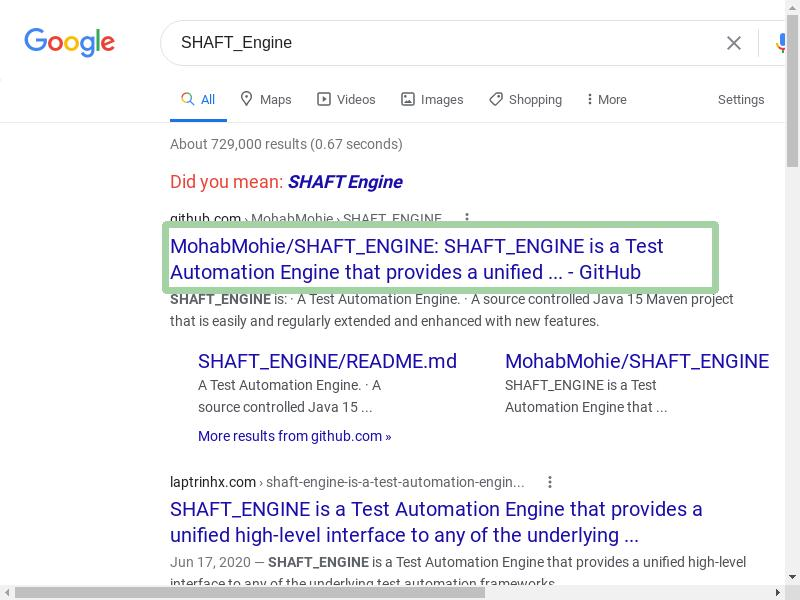 Google
SHAFT_Engine
All Maps Videos Images Shopping More Settings
About 729,000 results (0.67 seconds)
Did you mean: SHAFT Engine
github.com › MohabMohie › SHAFT_ENGINE
MohabMohie/SHAFT_ENGINE: SHAFT_ENGINE is a Test
Automation Engine that provides a unified ... - GitHub
SHAFT_ENGINE is: · A Test Automation Engine. · A source controlled Java 15 Maven project
that is easily and regularly extended and enhanced with new features.
SHAFT_ENGINE/README.md
A Test Automation Engine. · A
source controlled Java 15 ...
MohabMohie/SHAFT_ENGINE
SHAFT_ENGINE is a Test
Automation Engine that ...
More results from github.com »
laptrinhx.com › shaft-engine-is-a-test-automation-engin...
SHAFT_ENGINE is a Test Automation Engine that provides a
unified high-level interface to any of the underlying ...
Jun 17, 2020 — SHAFT_ENGINE is a Test Automation Engine that provides a unified high-level
interface to any of the underlying test automation frameworks